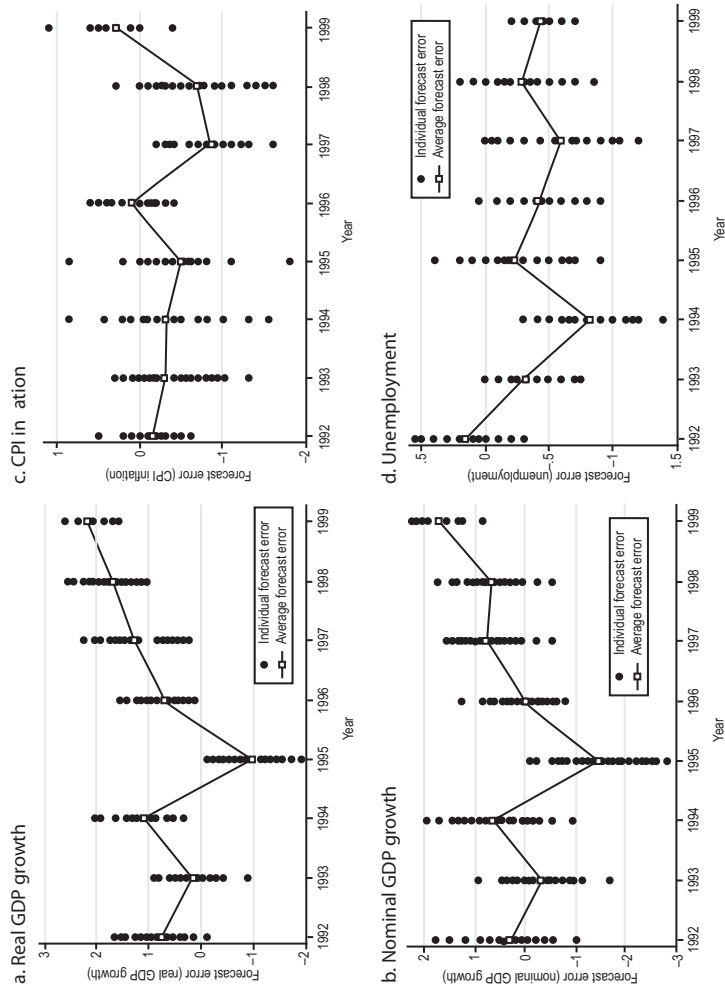 a. Real GDP growth
Forecast error (real GDP growth)
3
2
1
0
−1
−2
1992 1993 1994 1995 1996 1997 1998 1999
Year
Individual forecast error
Average forecast error
b. Nominal GDP growth
Forecast error (nominal GDP growth)
2
1
0
−1
−2
−3
1992 1993 1994 1995 1996 1997 1998 1999
Year
Individual forecast error
Average forecast error
c. CPI in ation
Forecast error (CPI inflation)
1
0
−1
−2
1992 1993 1994 1995 1996 1997 1998 1999
Year
d. Unemployment
Forecast error (unemployment)
.5
0
−.5
−1
1.5
1992 1993 1994 1995 1996 1997 1998 1999
Year
Individual forecast error
Average forecast error